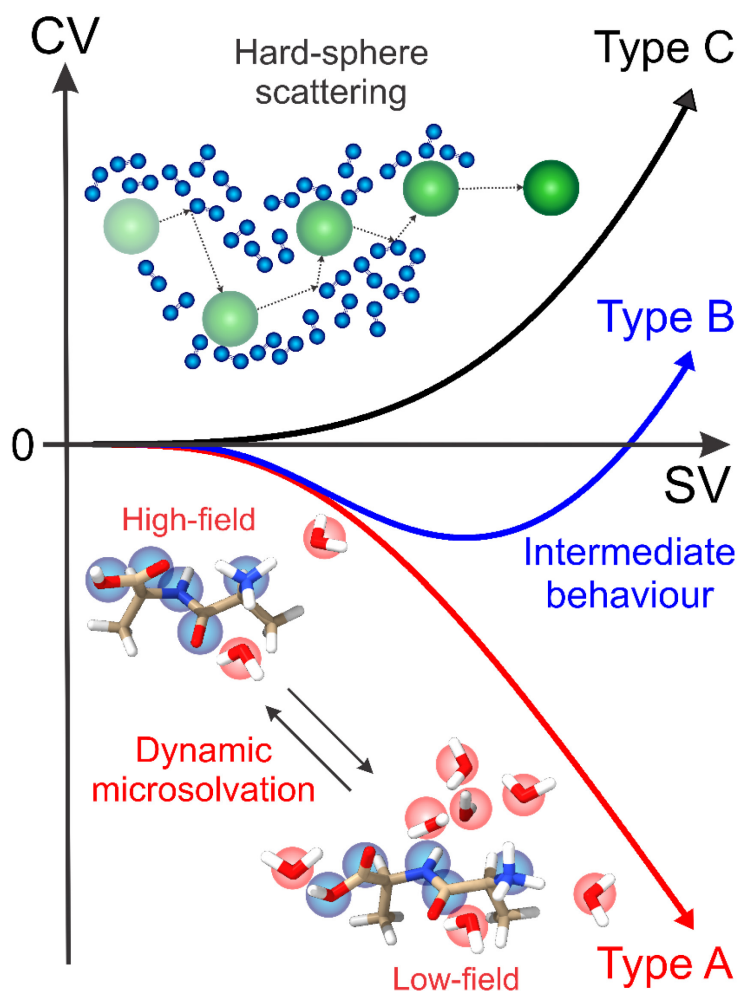 CV
Hard-sphere
scattering
Type C
Type B
0
SV
High-field
Intermediate
behaviour
Dynamic
microsolvation
Low-field
Type A